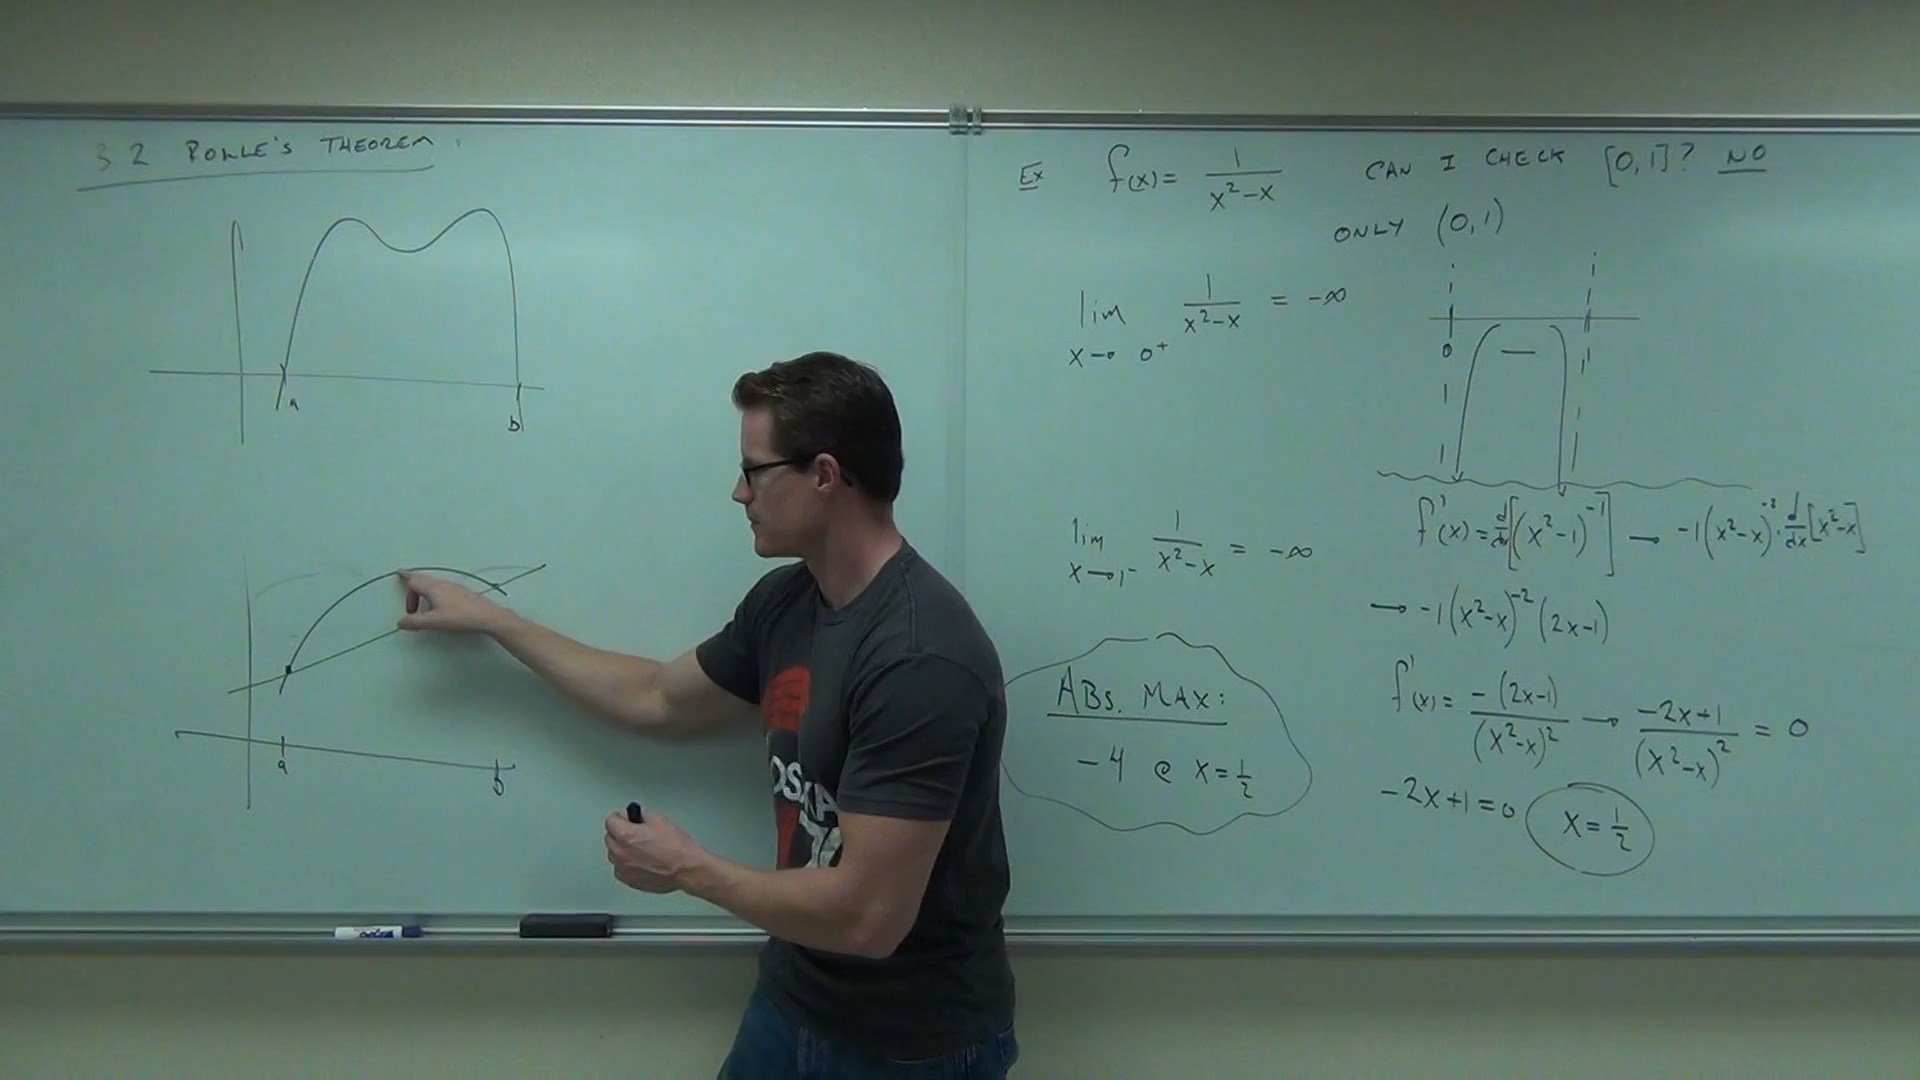 3.2 ROLLE'S THEOREM:
a
b
a
b
Ex f(x) = 1/(x²-x) CAN I CHECK [0,1]? NO
ONLY (0,1)
lim x→0⁺ 1/(x²-x) = -∞
0 1
—
lim x→1⁻ 1/(x²-x) = -∞
ABS. MAX:
-4 @ x=1/2
f'(x) = d/dx[(x²-1)⁻¹] → -1(x²-x)⁻² · d/dx[x²-x]
→ -1(x²-x)⁻²(2x-1)
f'(x) = -(2x-1)/(x²-x)² → (-2x+1)/(x²-x)² = 0
-2x+1=0 x=1/2